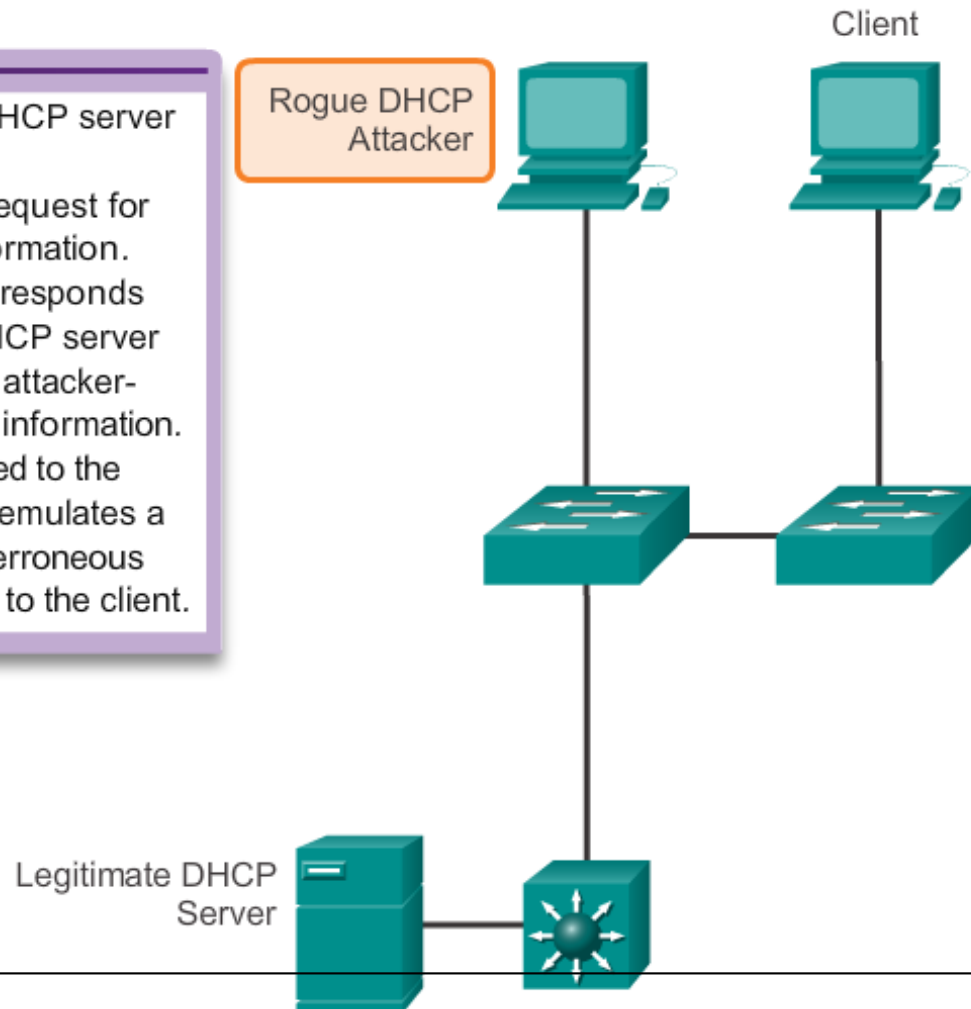 Client
Rogue DHCP
Attacker
HCP server
equest for
ormation.
responds
HCP server
attacker-
information.
ed to the
emulates a
erroneous
to the client.
Legitimate DHCP
Server